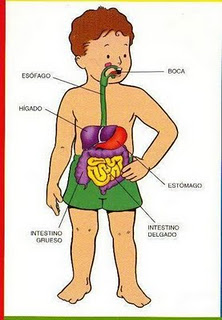 BOCA
ESÓFAGO
HÍGADO
ESTÓMAGO
INTESTINO
GRUESO
INTESTINO
DELGADO